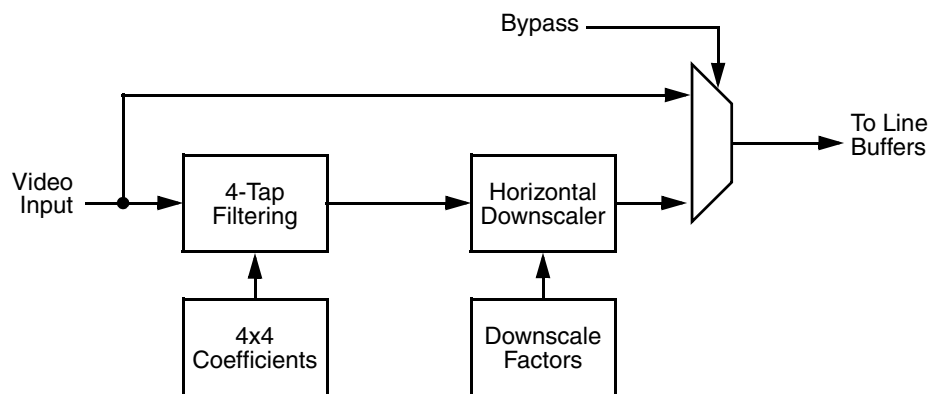 Bypass
To Line
Buffers
Video
Input
4-Tap
Filtering
Horizontal
Downscaler
4x4
Coefficients
Downscale
Factors